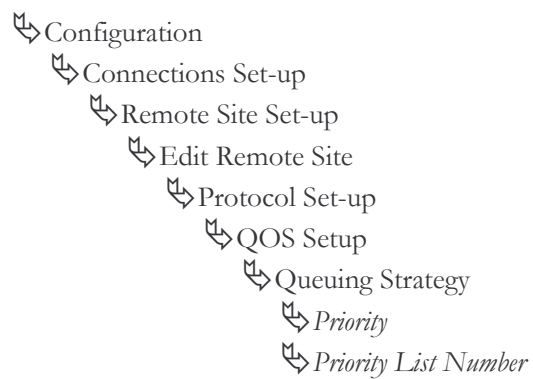 Configuration
Connections Set-up
Remote Site Set-up
Edit Remote Site
Protocol Set-up
QOS Setup
Queuing Strategy
Priority
Priority List Number